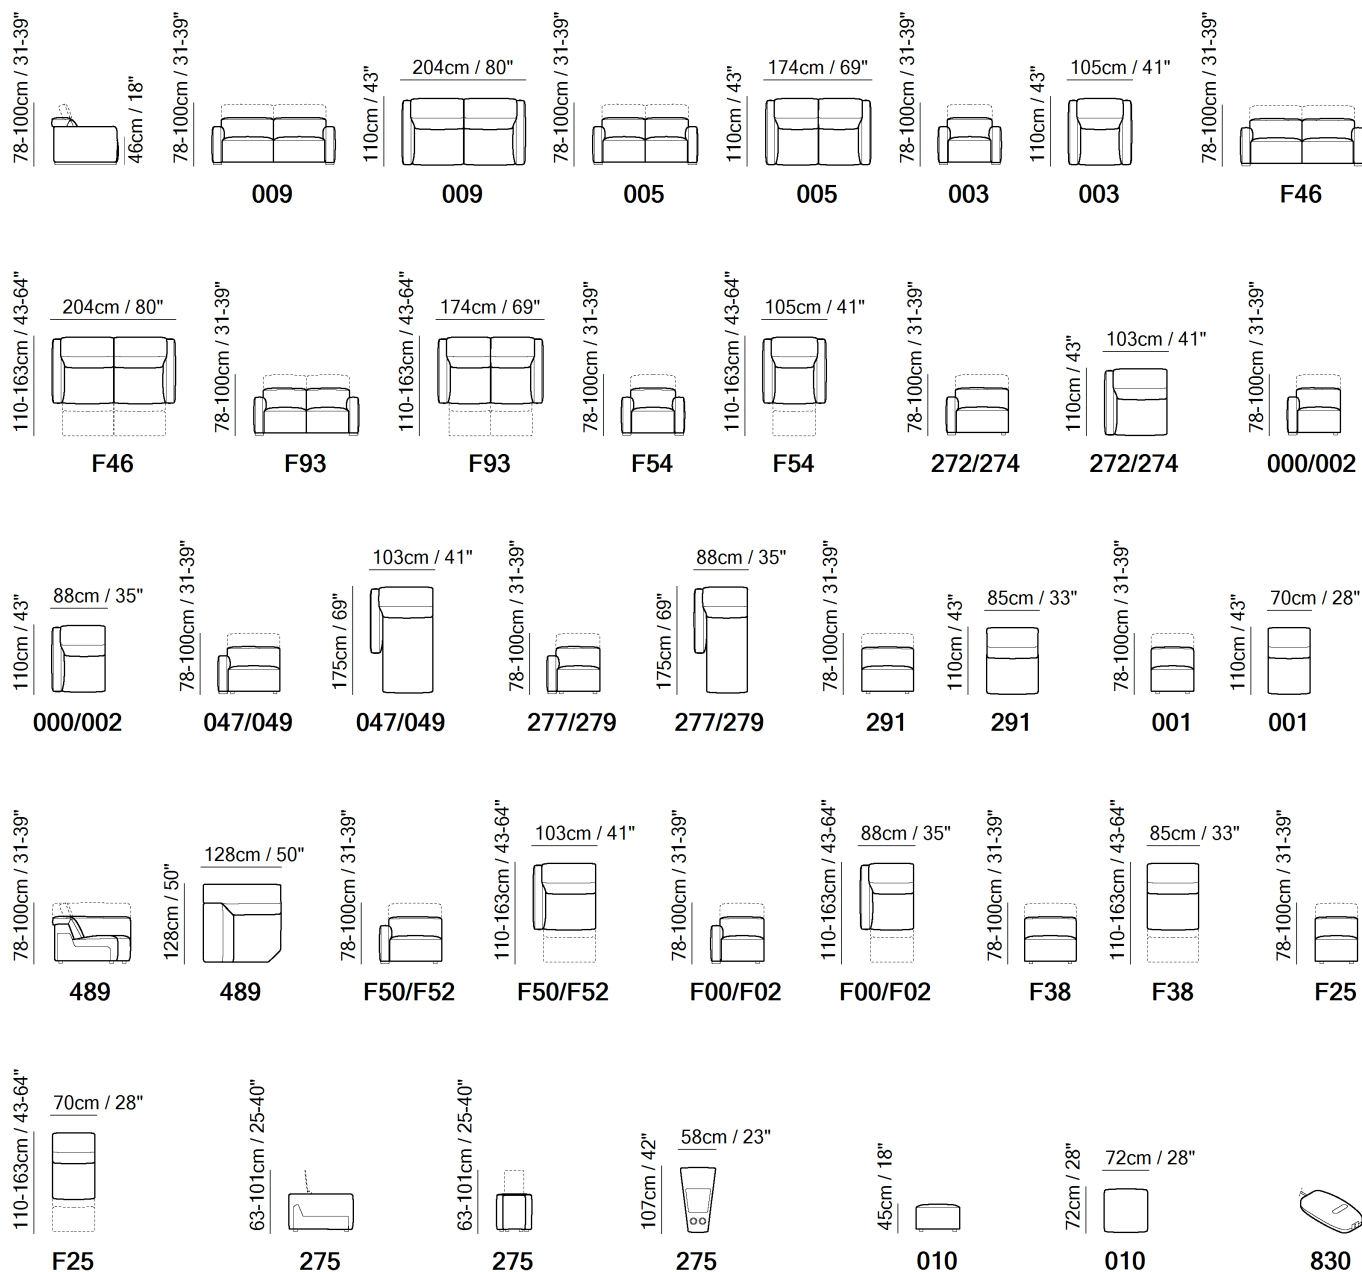 78-100cm / 31-39"
46cm / 18"
78-100cm / 31-39"
009
110cm / 43"
204cm / 80"
009
78-100cm / 31-39"
005
110cm / 43"
174cm / 69"
005
78-100cm / 31-39"
003
110cm / 43"
105cm / 41"
003
78-100cm / 31-39"
F46
110-163cm / 43-64"
204cm / 80"
F46
78-100cm / 31-39"
F93
110-163cm / 43-64"
174cm / 69"
F93
78-100cm / 31-39"
F54
110-163cm / 43-64"
105cm / 41"
F54
78-100cm / 31-39"
272/274
110cm / 43"
103cm / 41"
272/274
78-100cm / 31-39"
000/002
110cm / 43"
88cm / 35"
000/002
78-100cm / 31-39"
047/049
175cm / 69"
103cm / 41"
047/049
78-100cm / 31-39"
277/279
175cm / 69"
88cm / 35"
277/279
78-100cm / 31-39"
291
110cm / 43"
85cm / 33"
291
78-100cm / 31-39"
001
110cm / 43"
70cm / 28"
001
78-100cm / 31-39"
489
128cm / 50"
128cm / 50"
489
78-100cm / 31-39"
F50/F52
110-163cm / 43-64"
103cm / 41"
F50/F52
78-100cm / 31-39"
F00/F02
110-163cm / 43-64"
88cm / 35"
F00/F02
78-100cm / 31-39"
F38
110-163cm / 43-64"
85cm / 33"
F38
78-100cm / 31-39"
F25
110-163cm / 43-64"
70cm / 28"
F25
63-101cm / 25-40"
275
63-101cm / 25-40"
275
107cm / 42"
58cm / 23"
275
45cm / 18"
010
72cm / 28"
72cm / 28"
010
830